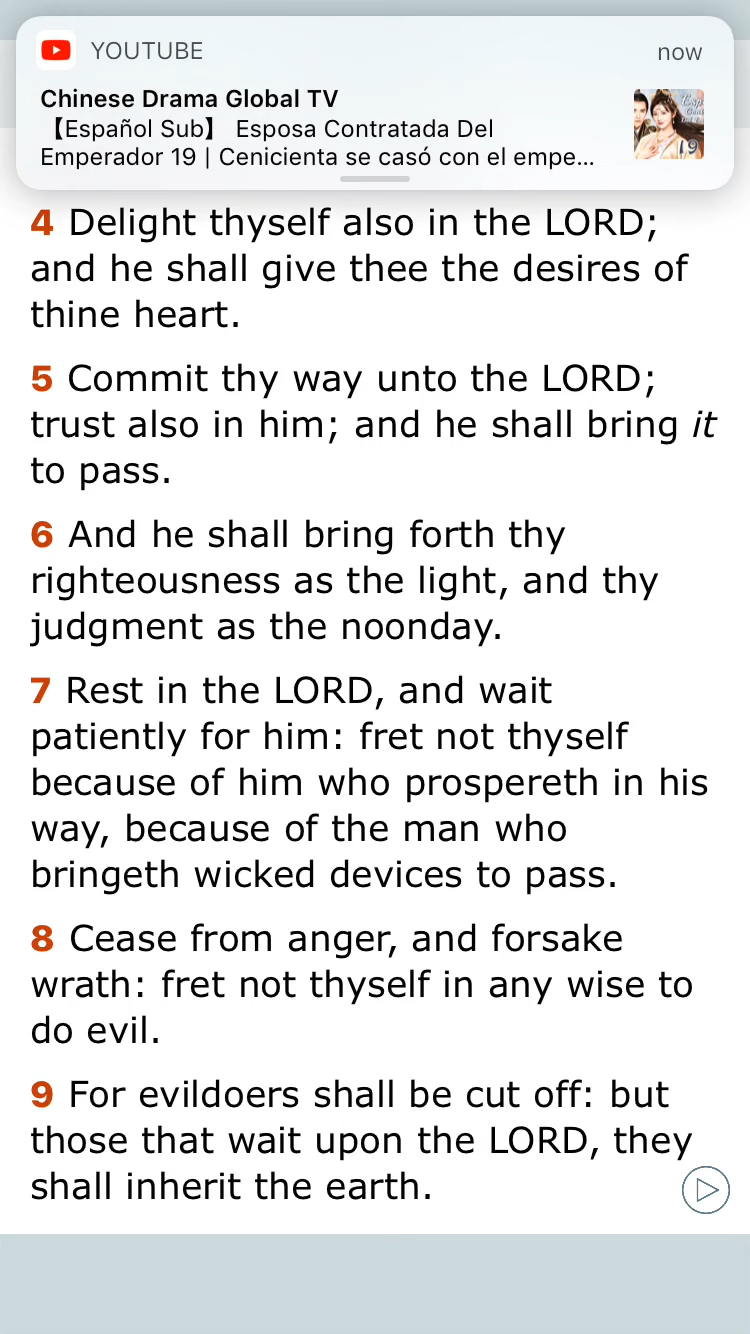 YOUTUBE
now
Chinese Drama Global TV
【Español Sub】 Esposa Contratada Del
Emperador 19 | Cenicienta se casó con el empe...
19
4 Delight thyself also in the LORD;
and he shall give thee the desires of
thine heart.
5 Commit thy way unto the LORD;
trust also in him; and he shall bring it
to pass.
6 And he shall bring forth thy
righteousness as the light, and thy
judgment as the noonday.
7 Rest in the LORD, and wait
patiently for him: fret not thyself
because of him who prospereth in his
way, because of the man who
bringeth wicked devices to pass.
8 Cease from anger, and forsake
wrath: fret not thyself in any wise to
do evil.
9 For evildoers shall be cut off: but
those that wait upon the LORD, they
shall inherit the earth.